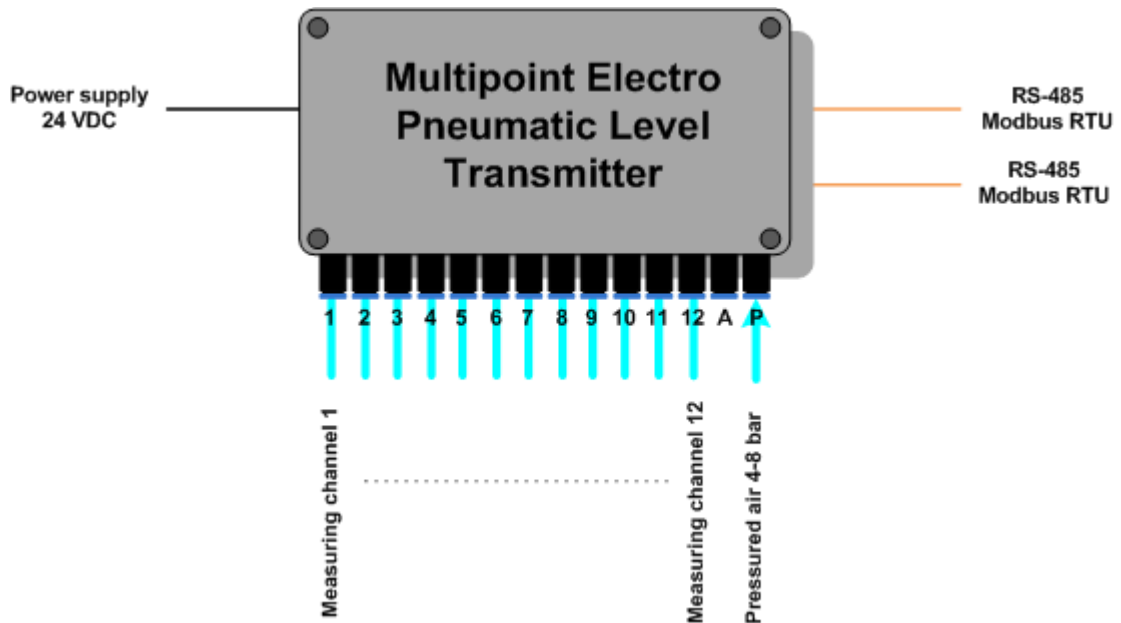 Multipoint Electro
Pneumatic Level
Transmitter
Power supply
24 VDC
RS-485
Modbus RTU
RS-485
Modbus RTU
1 2 3 4 5 6 7 8 9 10 11 12 A P
Measuring channel 1
Measuring channel 12
Pressured air 4-8 bar